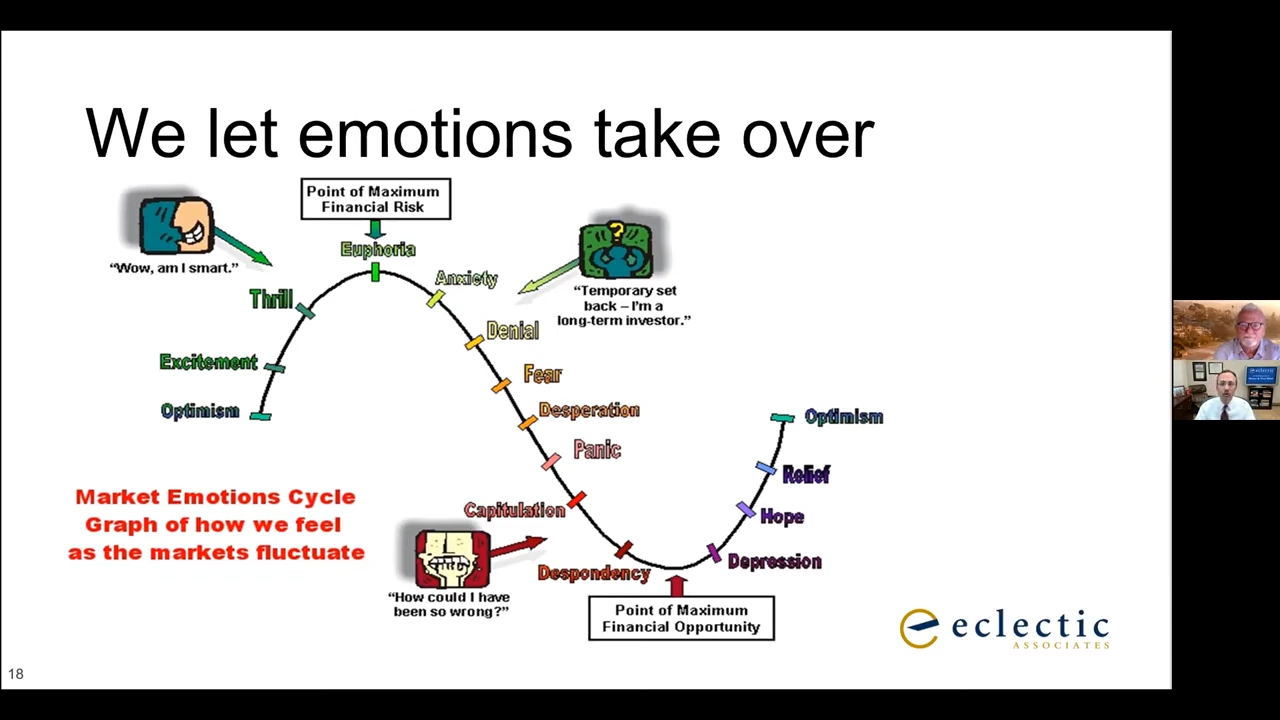 We let emotions take over
Point of Maximum
Financial Risk
"Wow, am I smart."
Euphoria
Anxiety
"Temporary set
back – I'm a
long-term investor."
Thrill
Denial
Excitement
Fear
Optimism
Desperation
Optimism
Panic
Relief
Market Emotions Cycle
Graph of how we feel
as the markets fluctuate
Capitulation
Hope
Despondency
Depression
"How could I have
been so wrong?"
Point of Maximum
Financial Opportunity
eclectic
ASSOCIATES
18